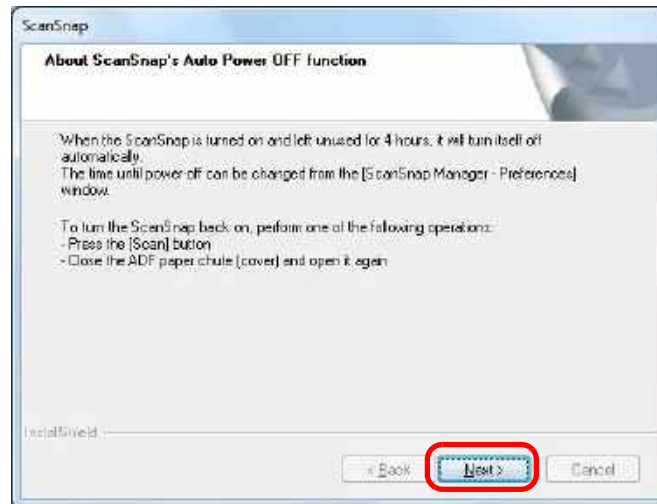 ScanSnap
About ScanSnap's Auto Power OFF function
When the ScanSnap is turned on and left unused for 4 hours, it will turn itself off
automatically.
The time until power-off can be changed from the [ScanSnap Manager - Preferences]
window.
To turn the ScanSnap back on, perform one of the following operations:
- Press the [Scan] button
- Close the ADF paper chute (cover) and open it again
InstallShield
< Back Next > Cancel